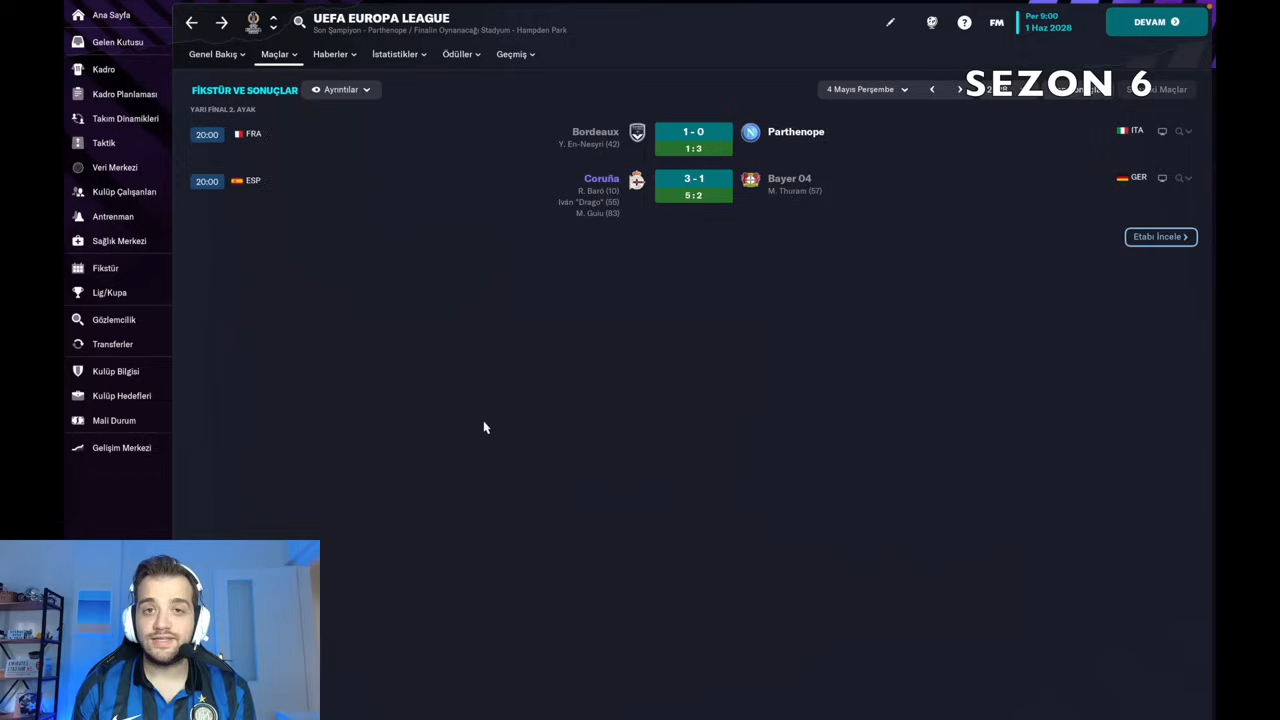 Ana Sayfa
Gelen Kutusu
Kadro
Kadro Planlaması
Takım Dinamikleri
Taktik
Veri Merkezi
Kulüp Çalışanları
Antrenman
Sağlık Merkezi
Fikstür
Lig/Kupa
Gözlemcilik
Transferler
Kulüp Bilgisi
Kulüp Hedefleri
Mali Durum
Gelişim Merkezi
UEFA EUROPA LEAGUE
Son Şampiyon - Parthenope / Finalin Oynanacağı Stadyum - Hampden Park
FM
Per 9:00
1 Haz 2028
DEVAM
Genel Bakış
Maçlar
Haberler
İstatistikler
Ödüller
Geçmiş
SEZON 6
FİKSTÜR VE SONUÇLAR
Ayrıntılar
4 Mayıs Perşembe
YARI FİNAL 2. AYAK
20:00 FRA Bordeaux 1 - 0 Parthenope ITA
Y. En-Nesyri (42) 1 : 3
20:00 ESP Coruña 3 - 1 Bayer 04 GER
R. Baró (10) 5 : 2 M. Thuram (57)
Iván "Drago" (55)
M. Guiu (83)
Etabı İncele